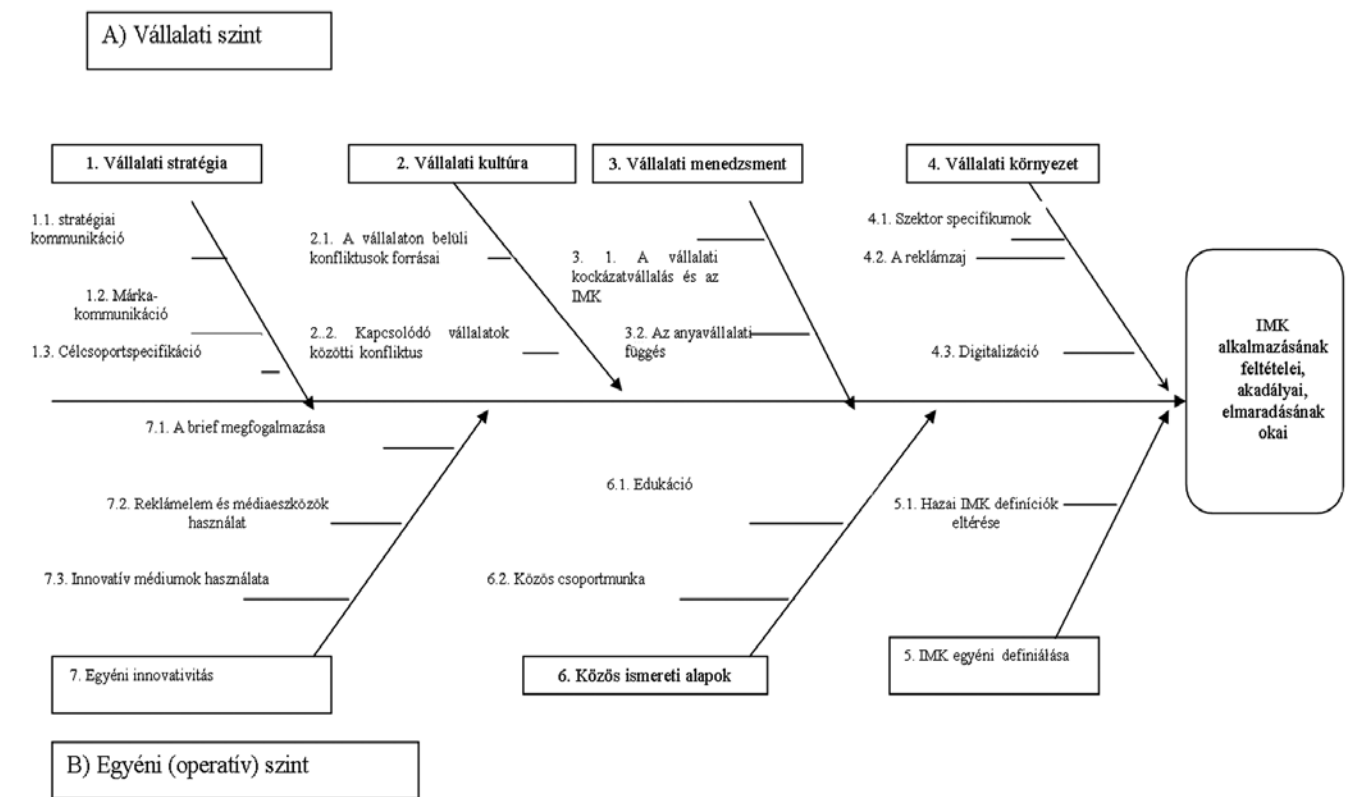 A) Vállalati szint
1. Vállalati stratégia
2. Vállalati kultúra
3. Vállalati menedzsment
4. Vállalati környezet
1.1. stratégiai
kommunikáció
1.2. Márka-
kommunikáció
1.3. Célcsoportspecifikáció
2.1. A vállalaton belüli
konfliktusok forrásai
2..2. Kapcsolódó vállalatok
közötti konfliktus
3. 1. A vállalati
kockázatvállalás és az
IMK
3.2. Az anyavállalati
függés
4.1. Szektor specifikumok
4.2. A reklámzaj
4.3. Digitalizáció
IMK
alkalmazásának
feltételei,
akadályai,
elmaradásának
okai
7.1. A brief megfogalmazása
7.2. Reklámelem és médiaeszközök
használat
7.3. Innovatív médiumok használata
6.1. Edukáció
6.2. Közös csoportmunka
5.1. Hazai IMK definíciók
eltérése
7. Egyéni innovativitás
6. Közös ismereti alapok
5. IMK egyéni definiálása
B) Egyéni (operatív) szint